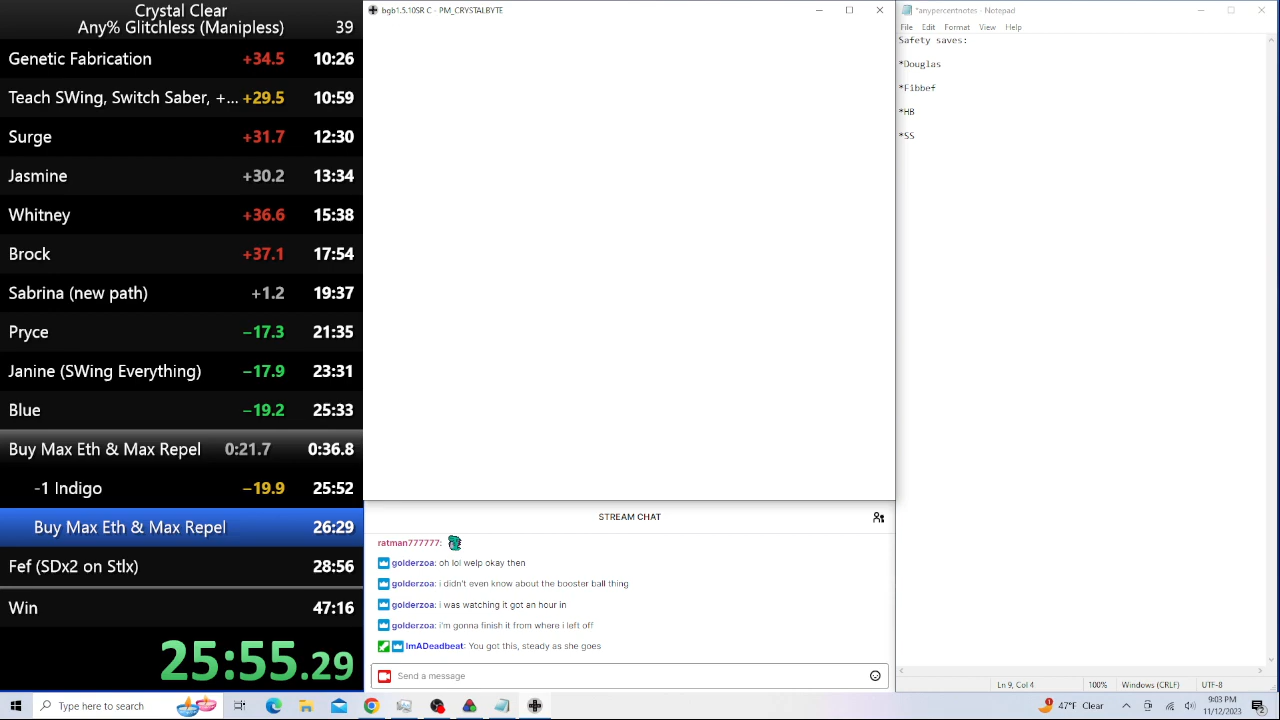 Crystal Clear
Any% Glitchless (Manipless) 39
Genetic Fabrication +34.5 10:26
Teach SWing, Switch Saber, +... +29.5 10:59
Surge +31.7 12:30
Jasmine +30.2 13:34
Whitney +36.6 15:38
Brock +37.1 17:54
Sabrina (new path) +1.2 19:37
Pryce −17.3 21:35
Janine (SWing Everything) −17.9 23:31
Blue −19.2 25:33
Buy Max Eth & Max Repel 0:21.7 0:36.8
-1 Indigo −19.9 25:52
Buy Max Eth & Max Repel 26:29
Fef (SDx2 on Stlx) 28:56
Win 47:16
25:55.29
bgb1.5.10SR C - PM_CRYSTALBYTE
STREAM CHAT
ratman777777:
golderzoa: oh lol welp okay then
golderzoa: i didn't even know about the booster ball thing
golderzoa: i was watching it got an hour in
golderzoa: i'm gonna finish it from where i left off
ImADeadbeat: You got this, steady as she goes
Send a message
*anypercentnotes - Notepad
File Edit Format View Help
Safety saves:
*Douglas
*Fibbef
*HB
*SS
Ln 9, Col 4 100% Windows (CRLF) UTF-8
Type here to search
47°F Clear
9:03 PM
11/12/2023
2